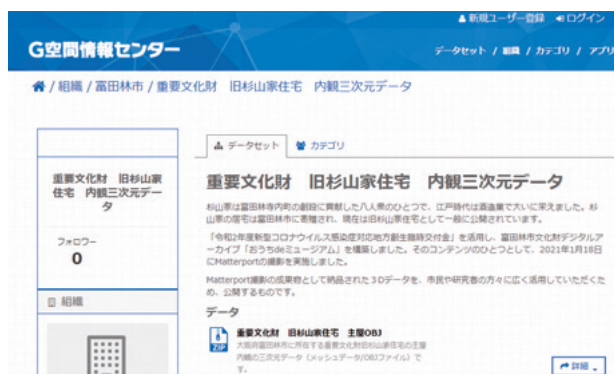 新規ユーザー登録 ログイン
G空間情報センター
データセット / 組織 / カテゴリ / アプリ
/ 組織 / 富田林市 / 重要文化財 旧杉山家住宅 内観三次元データ
データセット カテゴリ
重要文化財 旧杉山家
住宅 内観三次元デー
タ
フォロワー
0
組織
重要文化財 旧杉山家住宅 内観三次元データ
杉山家は富田林寺内町の創設に貢献した八人衆のひとつで、江戸時代は酒造業で大いに栄えました。杉
山家の居宅は富田林市に寄贈され、現在は旧杉山家住宅として一般に公開されています。
「令和2年度新型コロナウイルス感染症対応地方創生臨時交付金」を活用し、富田林市文化財デジタルア
ーカイブ「おうちdeミュージアム」を構築しました。そのコンテンツのひとつとして、2021年1月18日
にMatterportの撮影を実施しました。
Matterport撮影の成果物として納品された3Dデータを、市民や研究者の方々に広く活用していただくた
め、公開するものです。
データ
ZIP
重要文化財 旧杉山家住宅 主屋OBJ
大阪府富田林市に所在する重要文化財旧杉山家住宅の主屋
内観の三次元データ（メッシュデータ/OBJファイル）で
す。
詳細